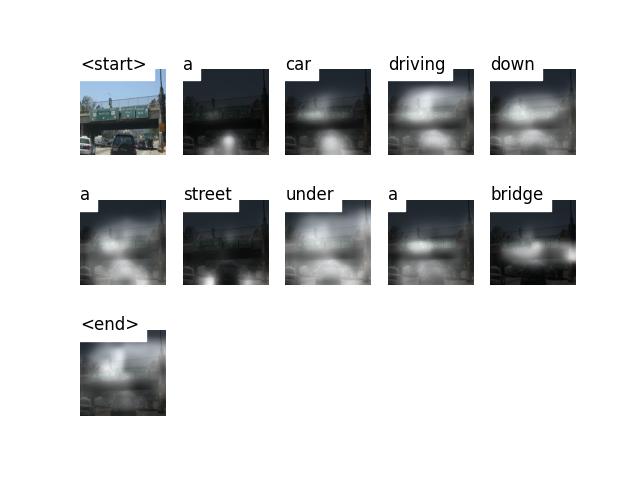 <start> a car driving down
a street under a bridge
<end>